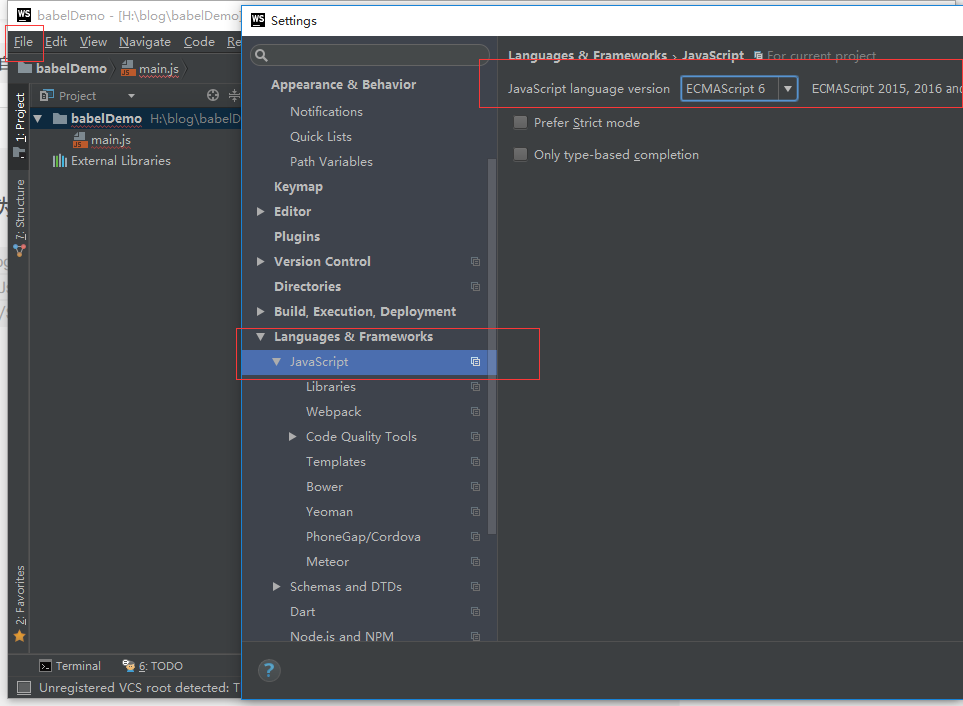 babelDemo - [H:\blog\babelDemo]
File Edit View Navigate Code Re
babelDemo main.js
Project
babelDemo H:\blog\babelD
main.js
External Libraries
1: Project
7: Structure
2: Favorites
Terminal 6: TODO
Unregistered VCS root detected: T
Settings
Appearance & Behavior
Notifications
Quick Lists
Path Variables
Keymap
Editor
Plugins
Version Control
Directories
Build, Execution, Deployment
Languages & Frameworks
JavaScript
Libraries
Webpack
Code Quality Tools
Templates
Bower
Yeoman
PhoneGap/Cordova
Meteor
Schemas and DTDs
Dart
Node.js and NPM
Languages & Frameworks › JavaScript For current project
JavaScript language version ECMAScript 6 ECMAScript 2015, 2016 and
Prefer Strict mode
Only type-based completion
?